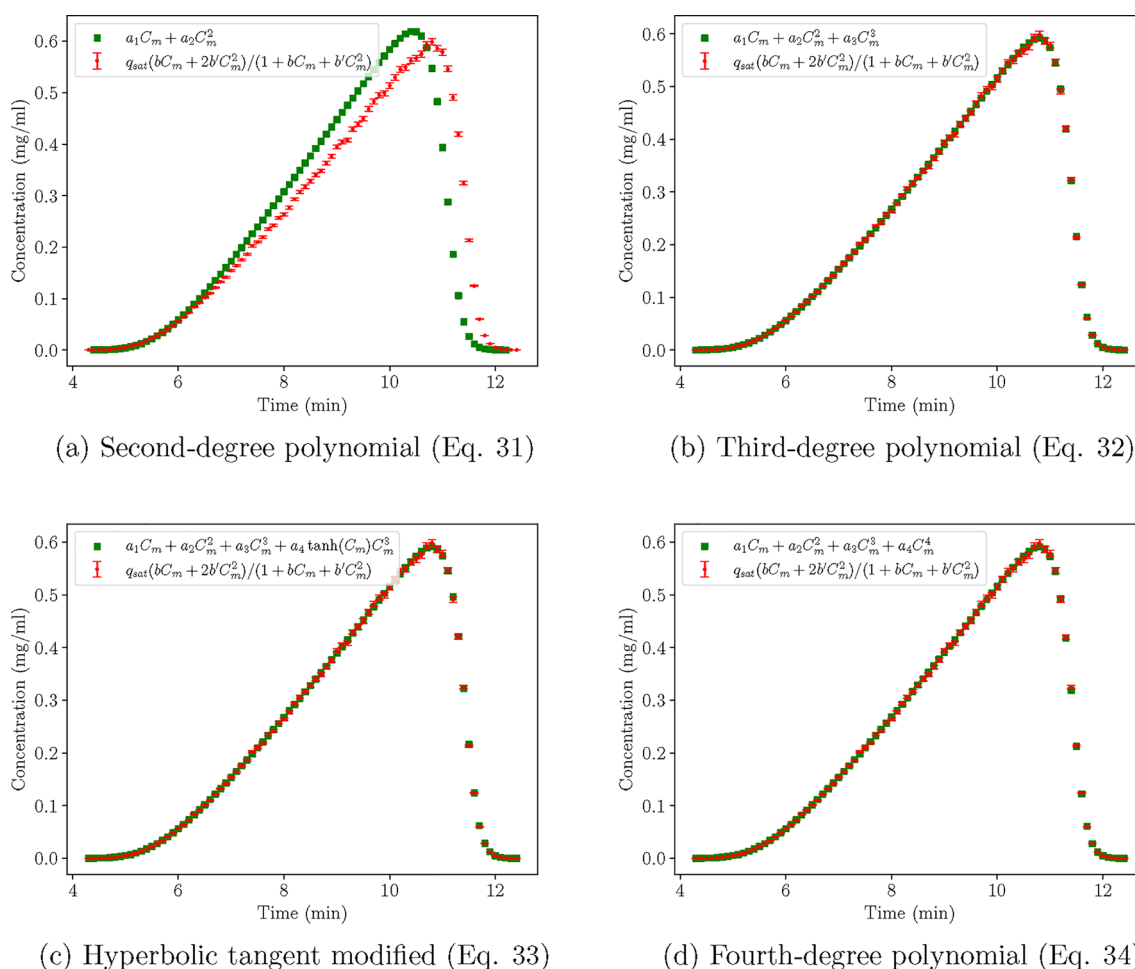 a₁Cₘ + a₂Cₘ²
q_sat(bCₘ + 2b′Cₘ²)/(1 + bCₘ + b′Cₘ²)
0.6
0.5
0.4
0.3
0.2
0.1
0.0
Concentration (mg/ml)
4 6 8 10 12
Time (min)
(a) Second-degree polynomial (Eq. 31)
a₁Cₘ + a₂Cₘ² + a₃Cₘ³
q_sat(bCₘ + 2b′Cₘ²)/(1 + bCₘ + b′Cₘ²)
0.6
0.5
0.4
0.3
0.2
0.1
0.0
Concentration (mg/ml)
4 6 8 10 12
Time (min)
(b) Third-degree polynomial (Eq. 32)
a₁Cₘ + a₂Cₘ² + a₃Cₘ³ + a₄ tanh(Cₘ)Cₘ³
q_sat(bCₘ + 2b′Cₘ²)/(1 + bCₘ + b′Cₘ²)
0.6
0.5
0.4
0.3
0.2
0.1
0.0
Concentration (mg/ml)
4 6 8 10 12
Time (min)
(c) Hyperbolic tangent modified (Eq. 33)
a₁Cₘ + a₂Cₘ² + a₃Cₘ³ + a₄Cₘ⁴
q_sat(bCₘ + 2b′Cₘ²)/(1 + bCₘ + b′Cₘ²)
0.6
0.5
0.4
0.3
0.2
0.1
0.0
Concentration (mg/ml)
4 6 8 10 12
Time (min)
(d) Fourth-degree polynomial (Eq. 34)